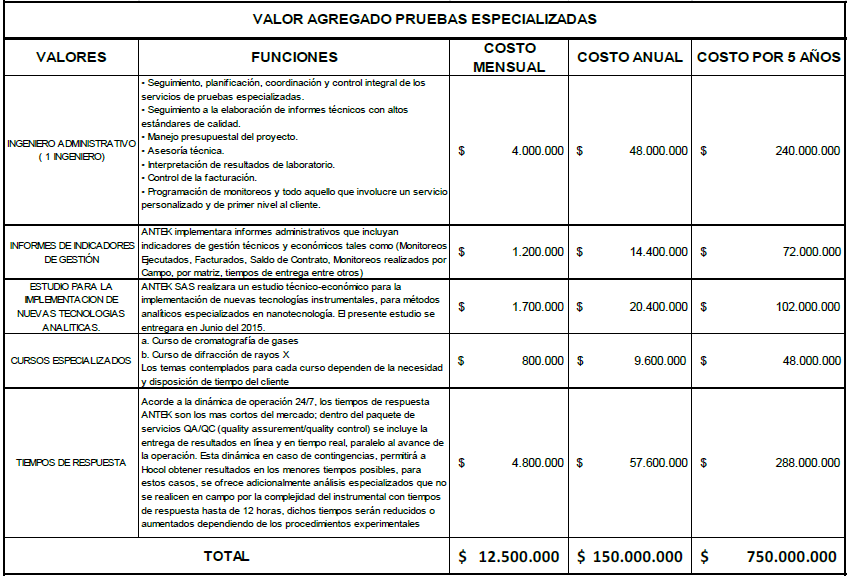 VALOR AGREGADO PRUEBAS ESPECIALIZADAS
VALORES
FUNCIONES
COSTO
MENSUAL
COSTO ANUAL
COSTO POR 5 AÑOS
INGENIERO ADMINISTRATIVO
( 1 INGENIERO)
• Seguimiento, planificación, coordinación y control integral de los
servicios de pruebas especializadas.
• Seguimiento a la elaboración de informes técnicos con altos
estándares de calidad.
• Manejo presupuestal del proyecto.
• Asesoría técnica.
• Interpretación de resultados de laboratorio.
• Control de la facturación.
• Programación de monitoreos y todo aquello que involucre un servicio
personalizado y de primer nivel al cliente.
$ 4.000.000
$ 48.000.000
$ 240.000.000
INFORMES DE INDICADORES
DE GESTIÓN
ANTEK implementara informes administrativos que incluyan
indicadores de gestión técnicos y económicos tales como (Monitoreos
Ejecutados, Facturados, Saldo de Contrato, Monitoreos realizados por
Campo, por matriz, tiempos de entrega entre otros)
$ 1.200.000
$ 14.400.000
$ 72.000.000
ESTUDIO PARA LA
IMPLEMENTACION DE
NUEVAS TECNOLOGIAS
ANALITICAS.
ANTEK SAS realizara un estudio técnico-económico para la
implementación de nuevas tecnologías instrumentales, para métodos
analíticos especializados en nanotecnología. El presente estudio se
entregara en Junio del 2015.
$ 1.700.000
$ 20.400.000
$ 102.000.000
CURSOS ESPECIALIZADOS
a. Curso de cromatografía de gases
b. Curso de difracción de rayos X
Los temas contemplados para cada curso dependen de la necesidad
y disposición de tiempo del cliente
$ 800.000
$ 9.600.000
$ 48.000.000
TIEMPOS DE RESPUESTA
Acorde a la dinámica de operación 24/7, los tiempos de respuesta
ANTEK son los mas cortos del mercado; dentro del paquete de
servicios QA/QC (quality assurement/quality control) se incluye la
entrega de resultados en línea y en tiempo real, paralelo al avance de
la operación. Esta dinámica en caso de contingencias, permitirá a
Hocol obtener resultados en los menores tiempos posibles, para
estos casos, se ofrece adicionalmente análisis especializados que no
se realicen en campo por la complejidad del instrumental con tiempos
de respuesta hasta de 12 horas, dichos tiempos serán reducidos o
aumentados dependiendo de los procedimientos experimentales
$ 4.800.000
$ 57.600.000
$ 288.000.000
TOTAL
$ 12.500.000
$ 150.000.000
$ 750.000.000